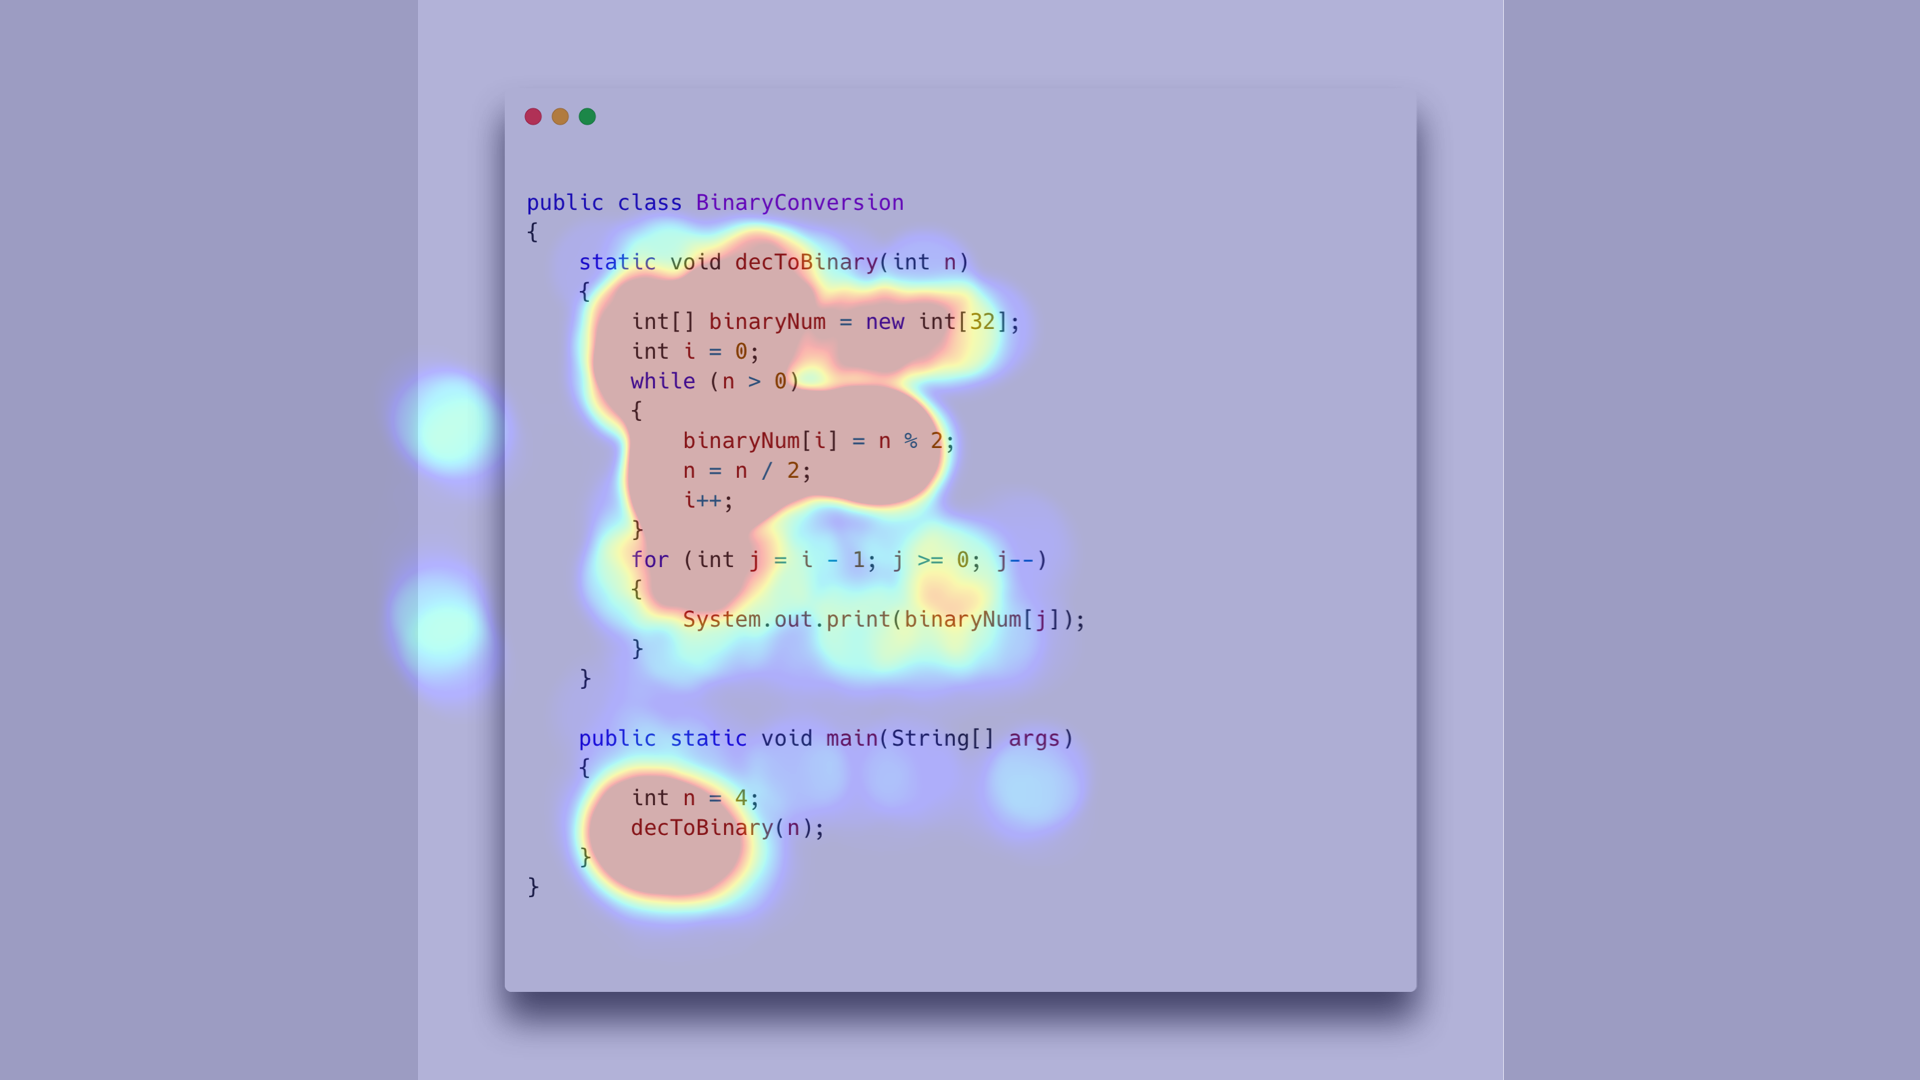 public class BinaryConversion
{
    static void decToBinary(int n)
    {
        int[] binaryNum = new int[32];
        int i = 0;
        while (n > 0)
        {
            binaryNum[i] = n % 2;
            n = n / 2;
            i++;
        }
        for (int j = i - 1; j >= 0; j--)
        {
            System.out.print(binaryNum[j]);
        }
    }

    public static void main(String[] args)
    {
        int n = 4;
        decToBinary(n);
    }
}